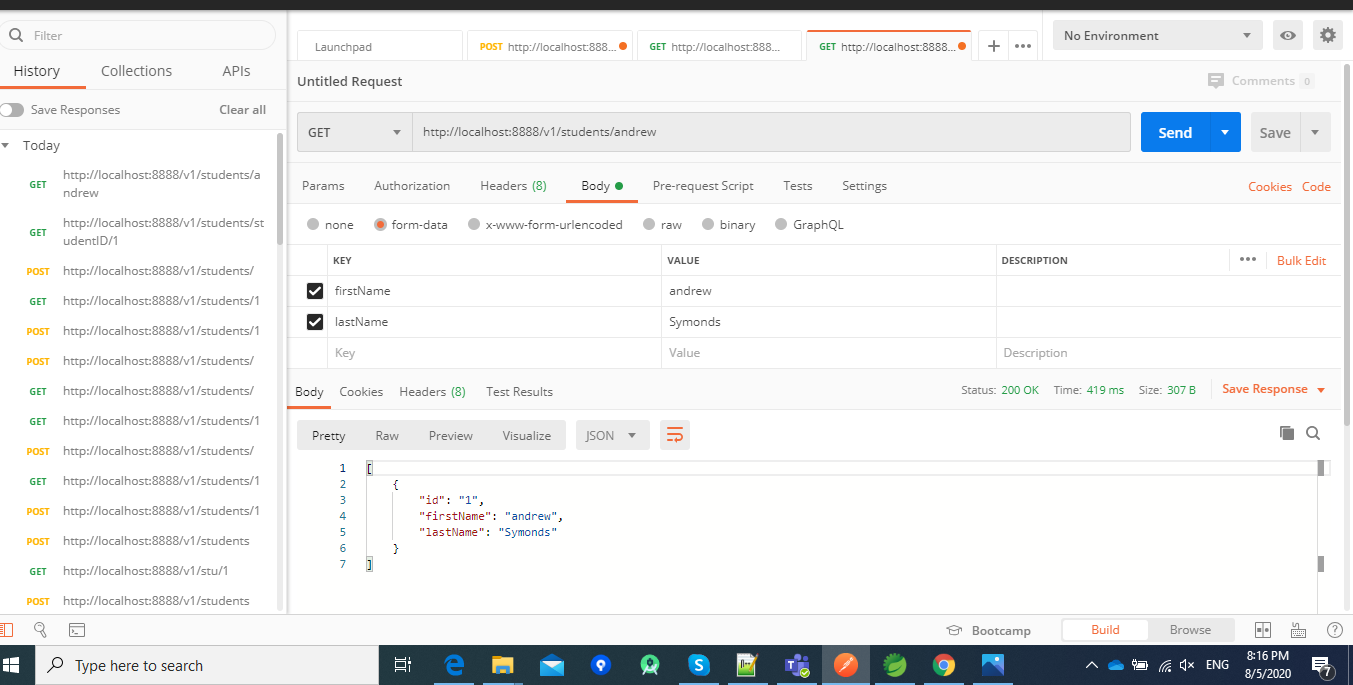 Filter
History Collections APIs
Save Responses Clear all
Today
GET http://localhost:8888/v1/students/a
ndrew
GET http://localhost:8888/v1/students/st
udentID/1
POST http://localhost:8888/v1/students/
GET http://localhost:8888/v1/students/1
POST http://localhost:8888/v1/students/1
POST http://localhost:8888/v1/students/
GET http://localhost:8888/v1/students/
GET http://localhost:8888/v1/students/1
POST http://localhost:8888/v1/students/
GET http://localhost:8888/v1/students/1
POST http://localhost:8888/v1/students/1
POST http://localhost:8888/v1/students
GET http://localhost:8888/v1/stu/1
POST http://localhost:8888/v1/students
Launchpad POST http://localhost:888... GET http://localhost:888... GET http://localhost:8888... + •••
No Environment
Untitled Request Comments 0
GET http://localhost:8888/v1/students/andrew Send Save
Params Authorization Headers (8) Body Pre-request Script Tests Settings Cookies Code
none form-data x-www-form-urlencoded raw binary GraphQL
KEY VALUE DESCRIPTION ••• Bulk Edit
firstName andrew
lastName Symonds
Key Value Description
Body Cookies Headers (8) Test Results Status: 200 OK Time: 419 ms Size: 307 B Save Response
Pretty Raw Preview Visualize JSON
1 [
2 {
3 "id": "1",
4 "firstName": "andrew",
5 "lastName": "Symonds"
6 }
7 ]
Bootcamp Build Browse ?
Type here to search
ENG 8:16 PM
8/5/2020
7